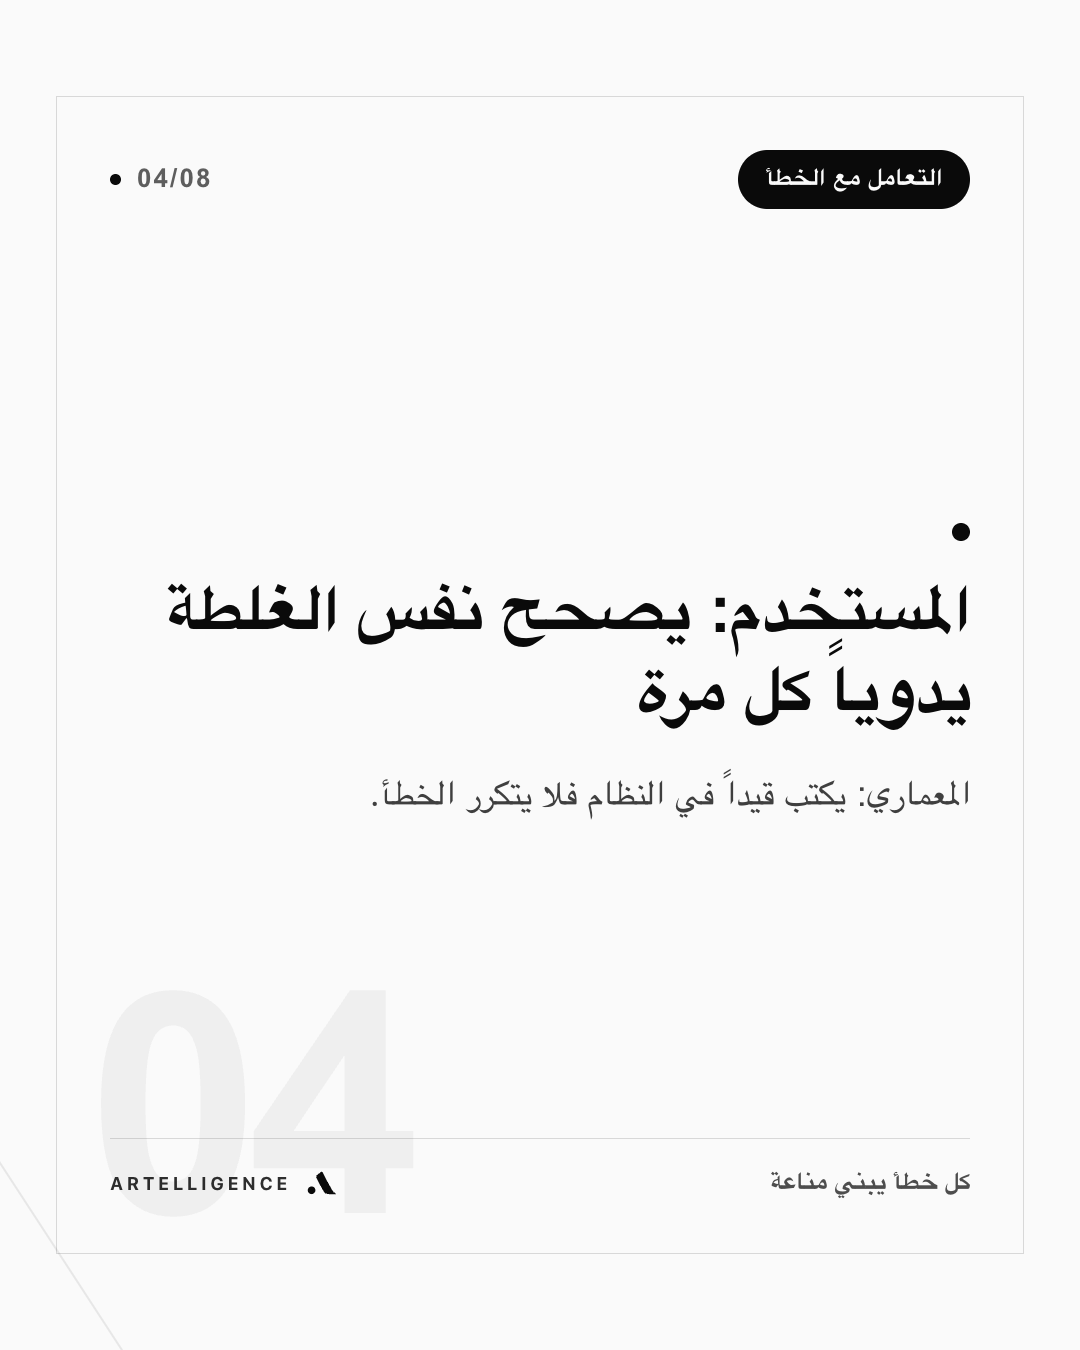 التعامل مع الخطأ
04/08
المستخدم: يصحح نفس الغلطة
يدوياً كل مرة
المعماري: يكتب قيداً في النظام فلا يتكرر الخطأ.
04
كل خطأ يبني مناعة
ARTELLIGENCE